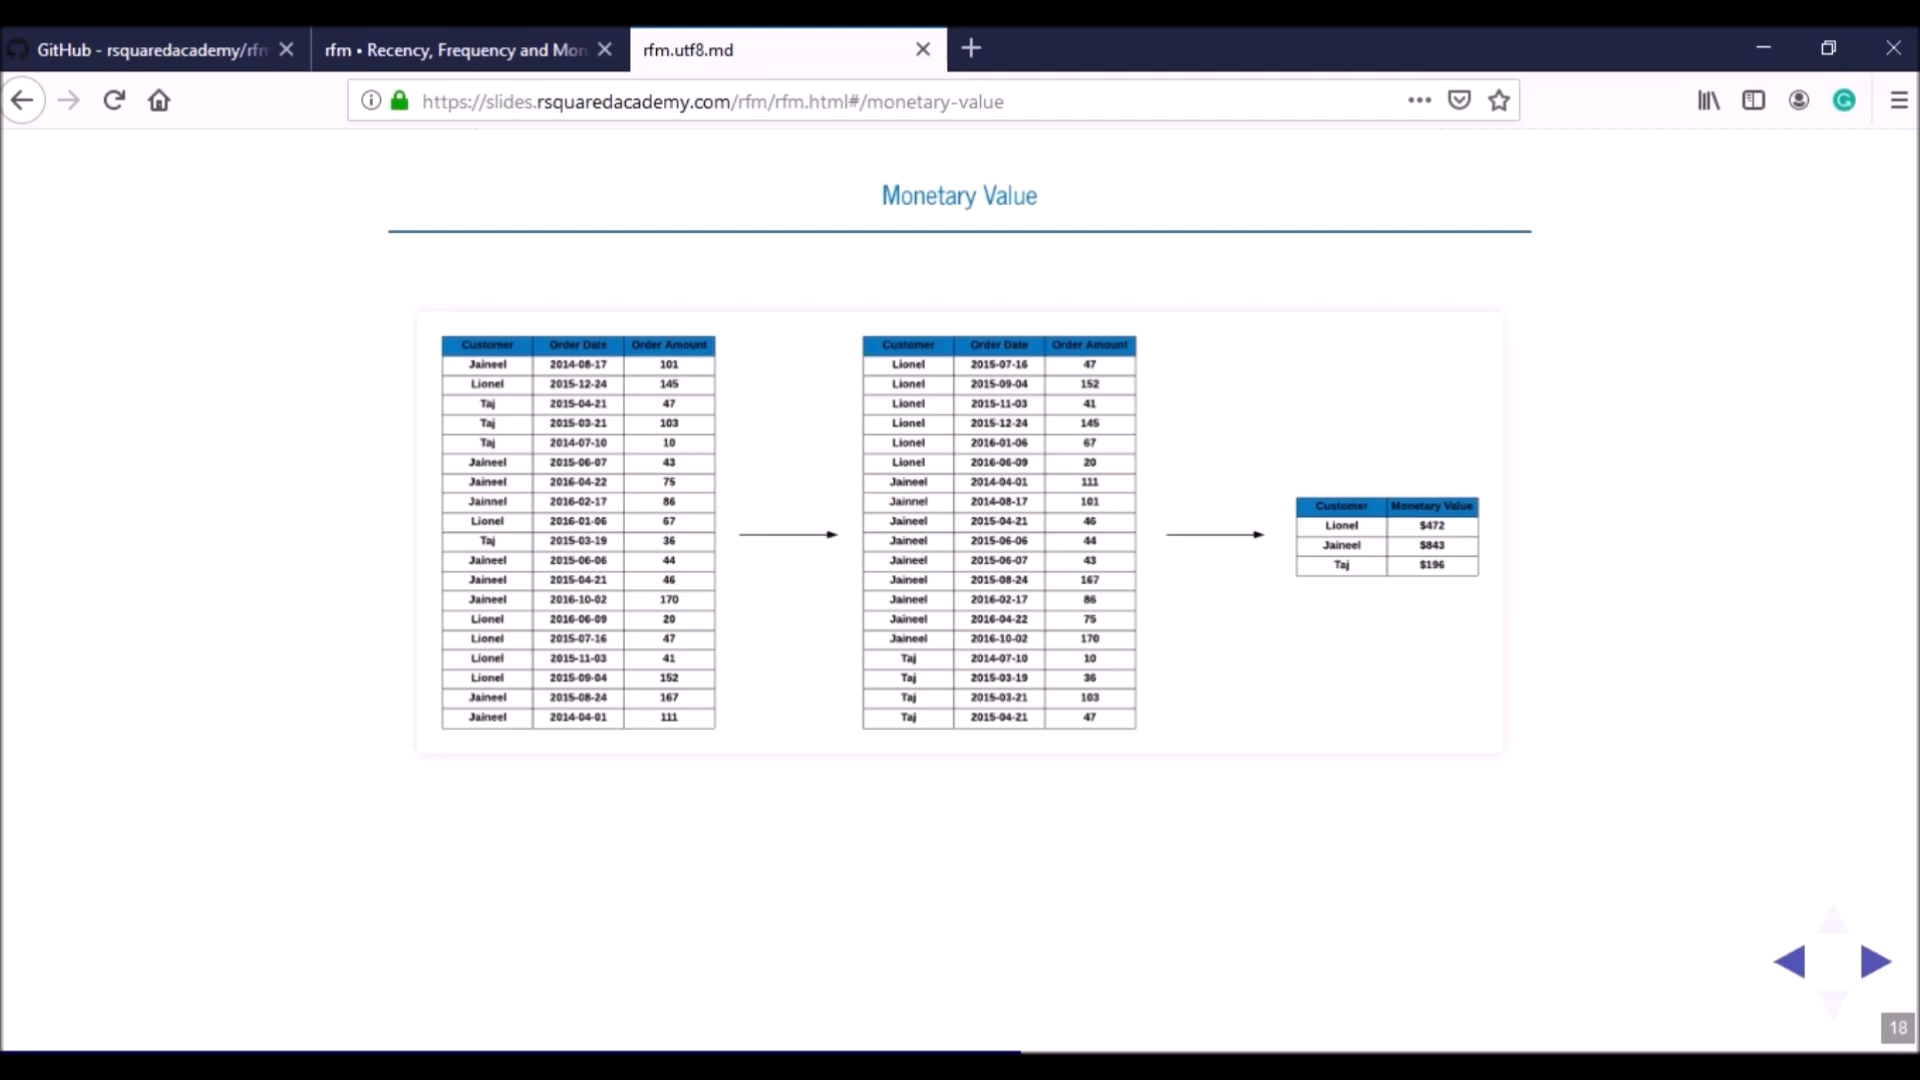 GitHub - rsquaredacademy/rfm
rfm • Recency, Frequency and Mon
rfm.utf8.md
https://slides.rsquaredacademy.com/rfm/rfm.html#/monetary-value
Monetary Value
Customer Order Date Order Amount
Jaineel 2014-08-17 101
Lionel 2015-12-24 145
Taj 2015-04-21 47
Taj 2015-03-21 103
Taj 2014-07-10 10
Jaineel 2015-06-07 43
Jaineel 2016-04-22 75
Jainnel 2016-02-17 86
Lionel 2016-01-06 67
Taj 2015-03-19 36
Jaineel 2015-06-06 44
Jaineel 2015-04-21 46
Jaineel 2016-10-02 170
Lionel 2016-06-09 20
Lionel 2015-07-16 47
Lionel 2015-11-03 41
Lionel 2015-09-04 152
Jaineel 2015-08-24 167
Jaineel 2014-04-01 111
Customer Order Date Order Amount
Lionel 2015-07-16 47
Lionel 2015-09-04 152
Lionel 2015-11-03 41
Lionel 2015-12-24 145
Lionel 2016-01-06 67
Lionel 2016-06-09 20
Jaineel 2014-04-01 111
Jainnel 2014-08-17 101
Jaineel 2015-04-21 46
Jaineel 2015-06-06 44
Jaineel 2015-06-07 43
Jaineel 2015-08-24 167
Jaineel 2016-02-17 86
Jaineel 2016-04-22 75
Jaineel 2016-10-02 170
Taj 2014-07-10 10
Taj 2015-03-19 36
Taj 2015-03-21 103
Taj 2015-04-21 47
Customer Monetary Value
Lionel $472
Jaineel $843
Taj $196
18